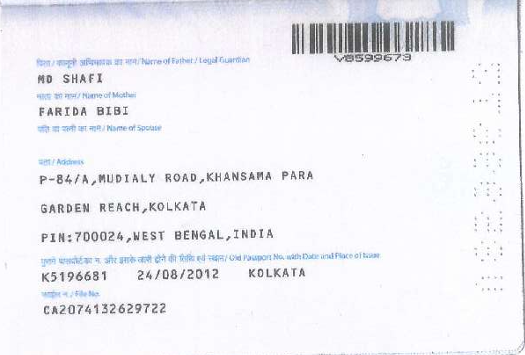 V8599673
पिता / कानूनी अभिभावक का नाम / Name of Father / Legal Guardian
MD SHAFI
माता का नाम / Name of Mother
FARIDA BIBI
पति या पत्नी का नाम / Name of Spouse
पता / Address
P-84/A,MUDIALY ROAD,KHANSAMA PARA
GARDEN REACH,KOLKATA
PIN:700024,WEST BENGAL,INDIA
पुराने पासपोर्ट का न. और इसके जारी होने की तिथि एवं स्थान / Old Passport No. with Date and Place of Issue
K5196681 24/08/2012 KOLKATA
फाईल न. / File No.
CA2074132629722